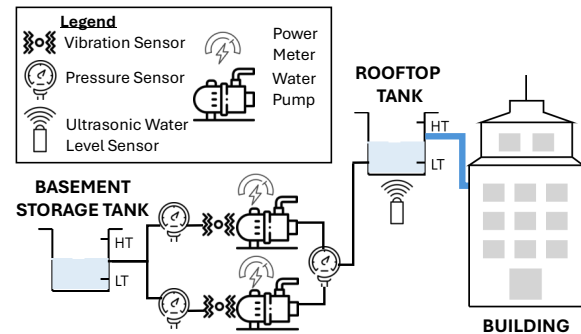 Legend
Vibration Sensor
Pressure Sensor
Ultrasonic Water
Level Sensor
Power
Meter
Water
Pump
ROOFTOP
TANK
HT
LT
BASEMENT
STORAGE TANK
HT
LT
BUILDING